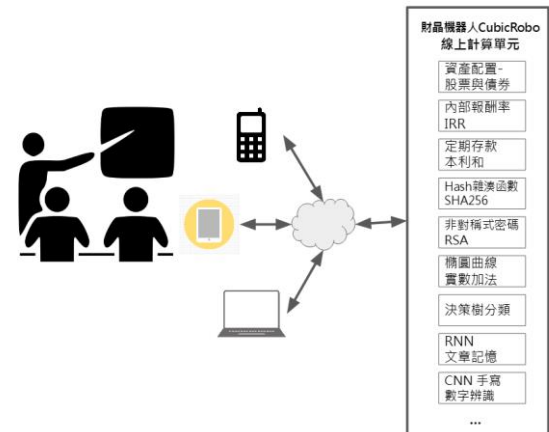 財晶機器人CubicRobo
線上計算單元
資產配置-
股票與債券
內部報酬率
IRR
定期存款
本利和
Hash雜湊函數
SHA256
非對稱式密碼
RSA
橢圓曲線
實數加法
決策樹分類
RNN
文章記憶
CNN 手寫
數字辨識
...